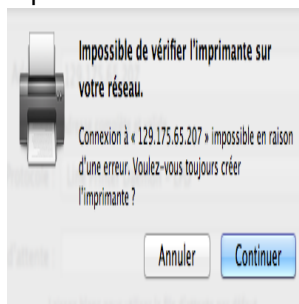 Impossible de vérifier l'imprimante sur
votre réseau.
Connexion à « 129.175.65.207 » impossible en raison
d'une erreur. Voulez-vous toujours créer
l'imprimante ?
Annuler
Continuer